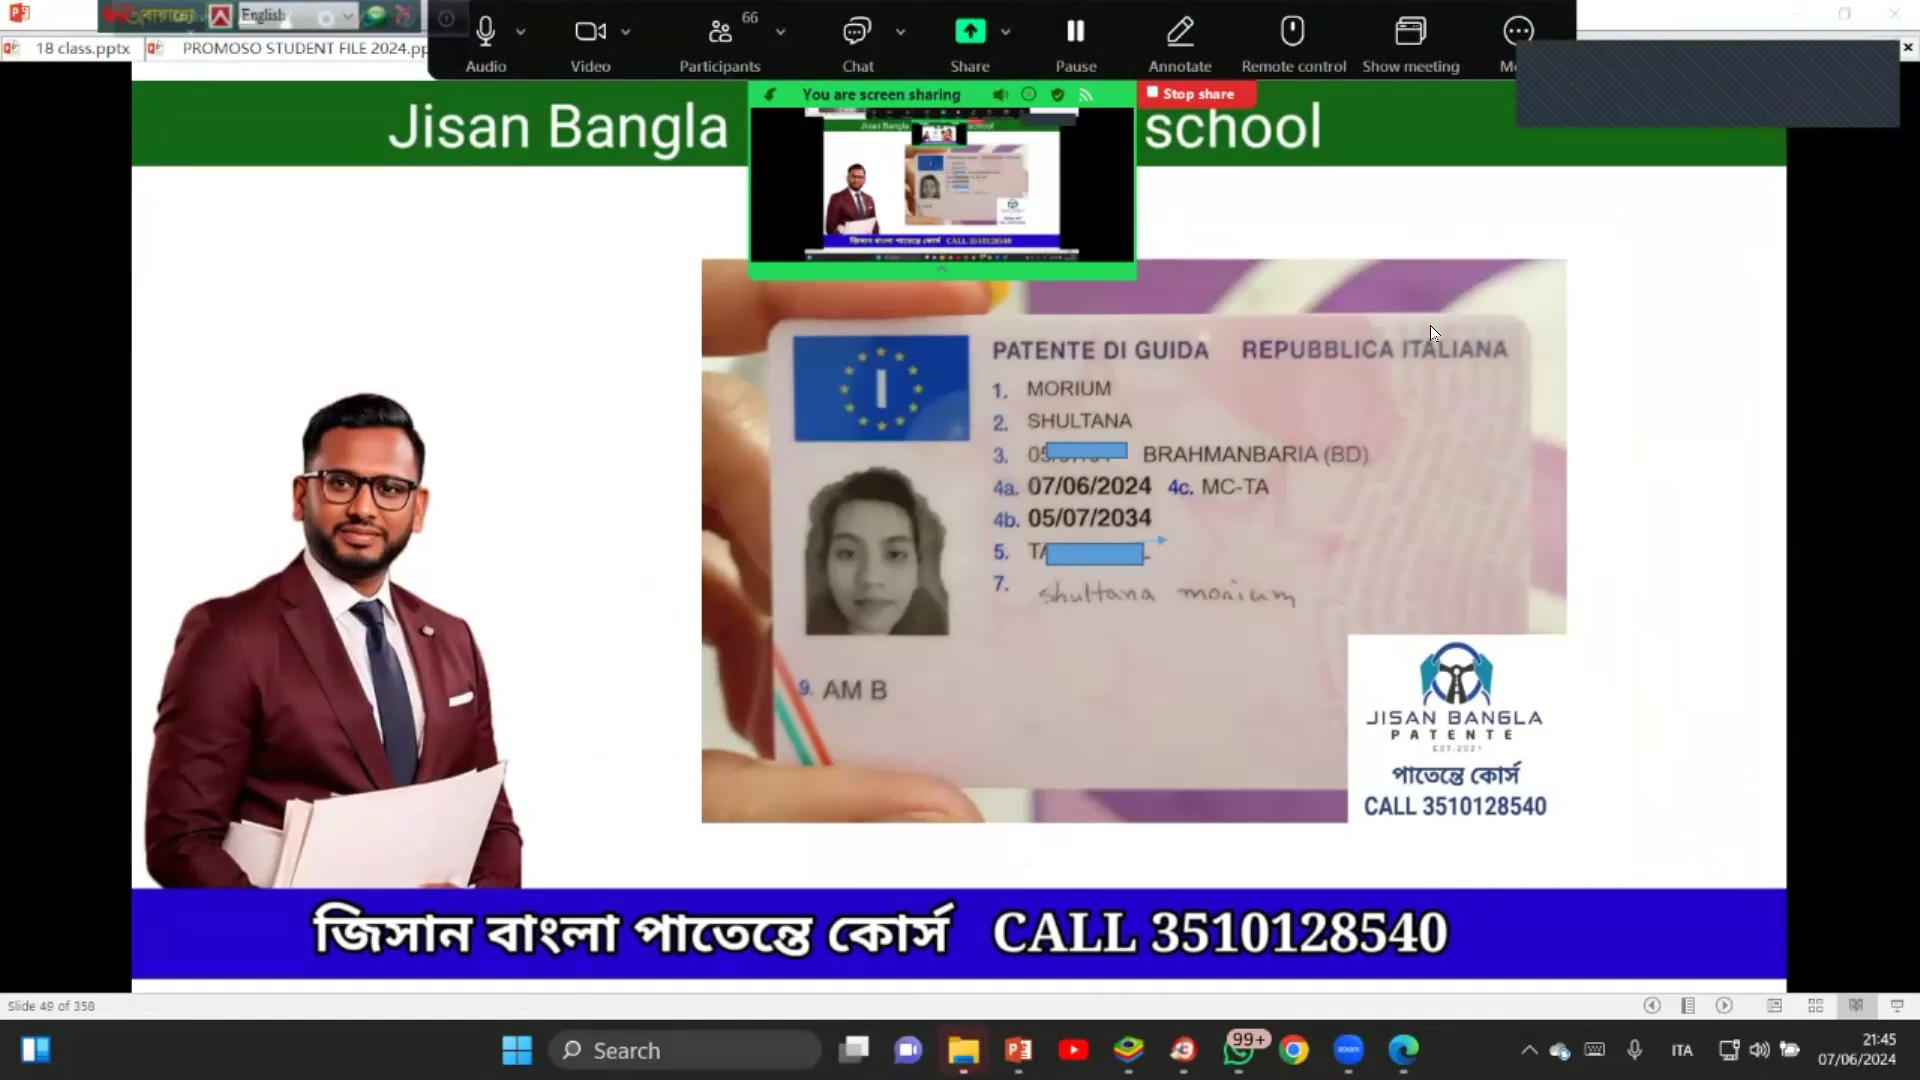 English
18 class.pptx
PROMOSO STUDENT FILE 2024.pp
Audio
Video
Participants
66
Chat
Share
Pause
Annotate
Remote control
Show meeting
You are screen sharing
Stop share
Jisan Bangla
school
PATENTE DI GUIDA REPUBBLICA ITALIANA
1. MORIUM
2. SHULTANA
3. 05 BRAHMANBARIA (BD)
4a. 07/06/2024 4c. MC-TA
4b. 05/07/2034
5.
7. shultana morium
9. AM B
JISAN BANGLA
PATENTE
EST.2021
পাতেন্তে কোর্স
CALL 3510128540
জিসান বাংলা পাতেন্তে কোর্স CALL 3510128540
Slide 49 of 358
Search
99+
zoom
ITA
21:45
07/06/2024